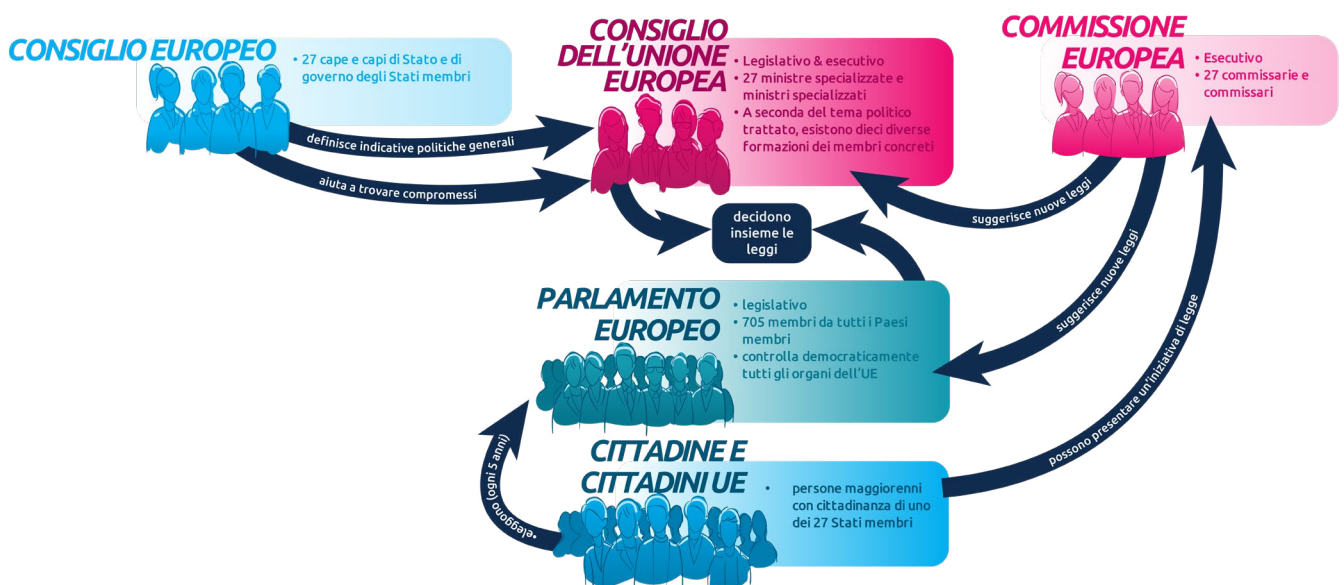 CONSIGLIO EUROPEO
• 27 cape e capi di Stato e di
governo degli Stati membri
definisce indicative politiche generali
aiuta a trovare compromessi
CONSIGLIO
DELL'UNIONE
EUROPEA
• Legislativo & esecutivo
• 27 ministre specializzate e
ministri specializzati
• A seconda del tema politico
trattato, esistono dieci diverse
formazioni dei membri concreti
COMMISSIONE
EUROPEA
• Esecutivo
• 27 commissarie e
commissari
suggerisce nuove leggi
suggerisce nuove leggi
possono presentare un'iniziativa di legge
decidono
insieme le
leggi
PARLAMENTO
EUROPEO
• legislativo
• 705 membri da tutti i Paesi
membri
• controlla democraticamente
tutti gli organi dell'UE
•eleggono (ogni 5 anni)
CITTADINE E
CITTADINI UE
• persone maggiorenni
con cittadinanza di uno
dei 27 Stati membri